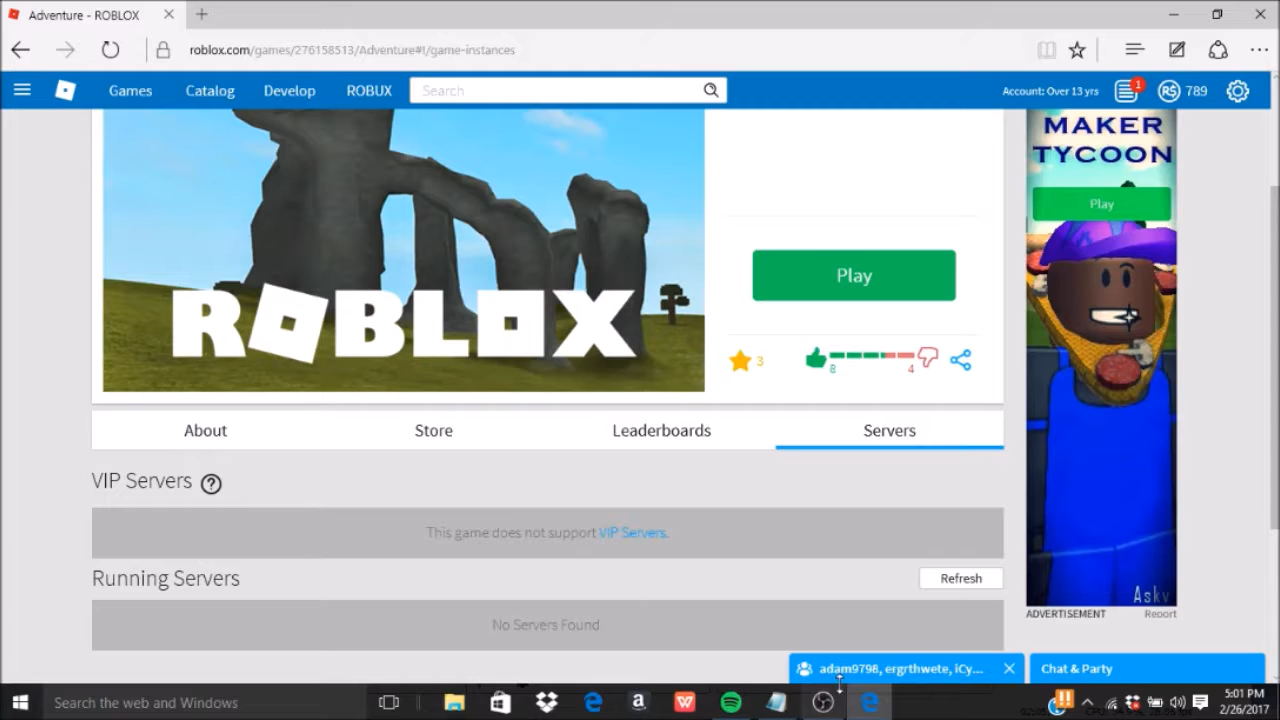 Adventure - ROBLOX
roblox.com/games/276158513/Adventure#!/game-instances
Games Catalog Develop ROBUX Search Account: Over 13 yrs 1 R$ 789
MAKER
TYCOON
Play
ROBLOX
Play
3 8 4
About Store Leaderboards Servers
VIP Servers ?
This game does not support VIP Servers.
Running Servers Refresh
No Servers Found.
Askv
ADVERTISEMENT Report
adam9798, ergrthwete, iCy... Chat & Party
Search the web and Windows
5:01 PM
2/26/2017